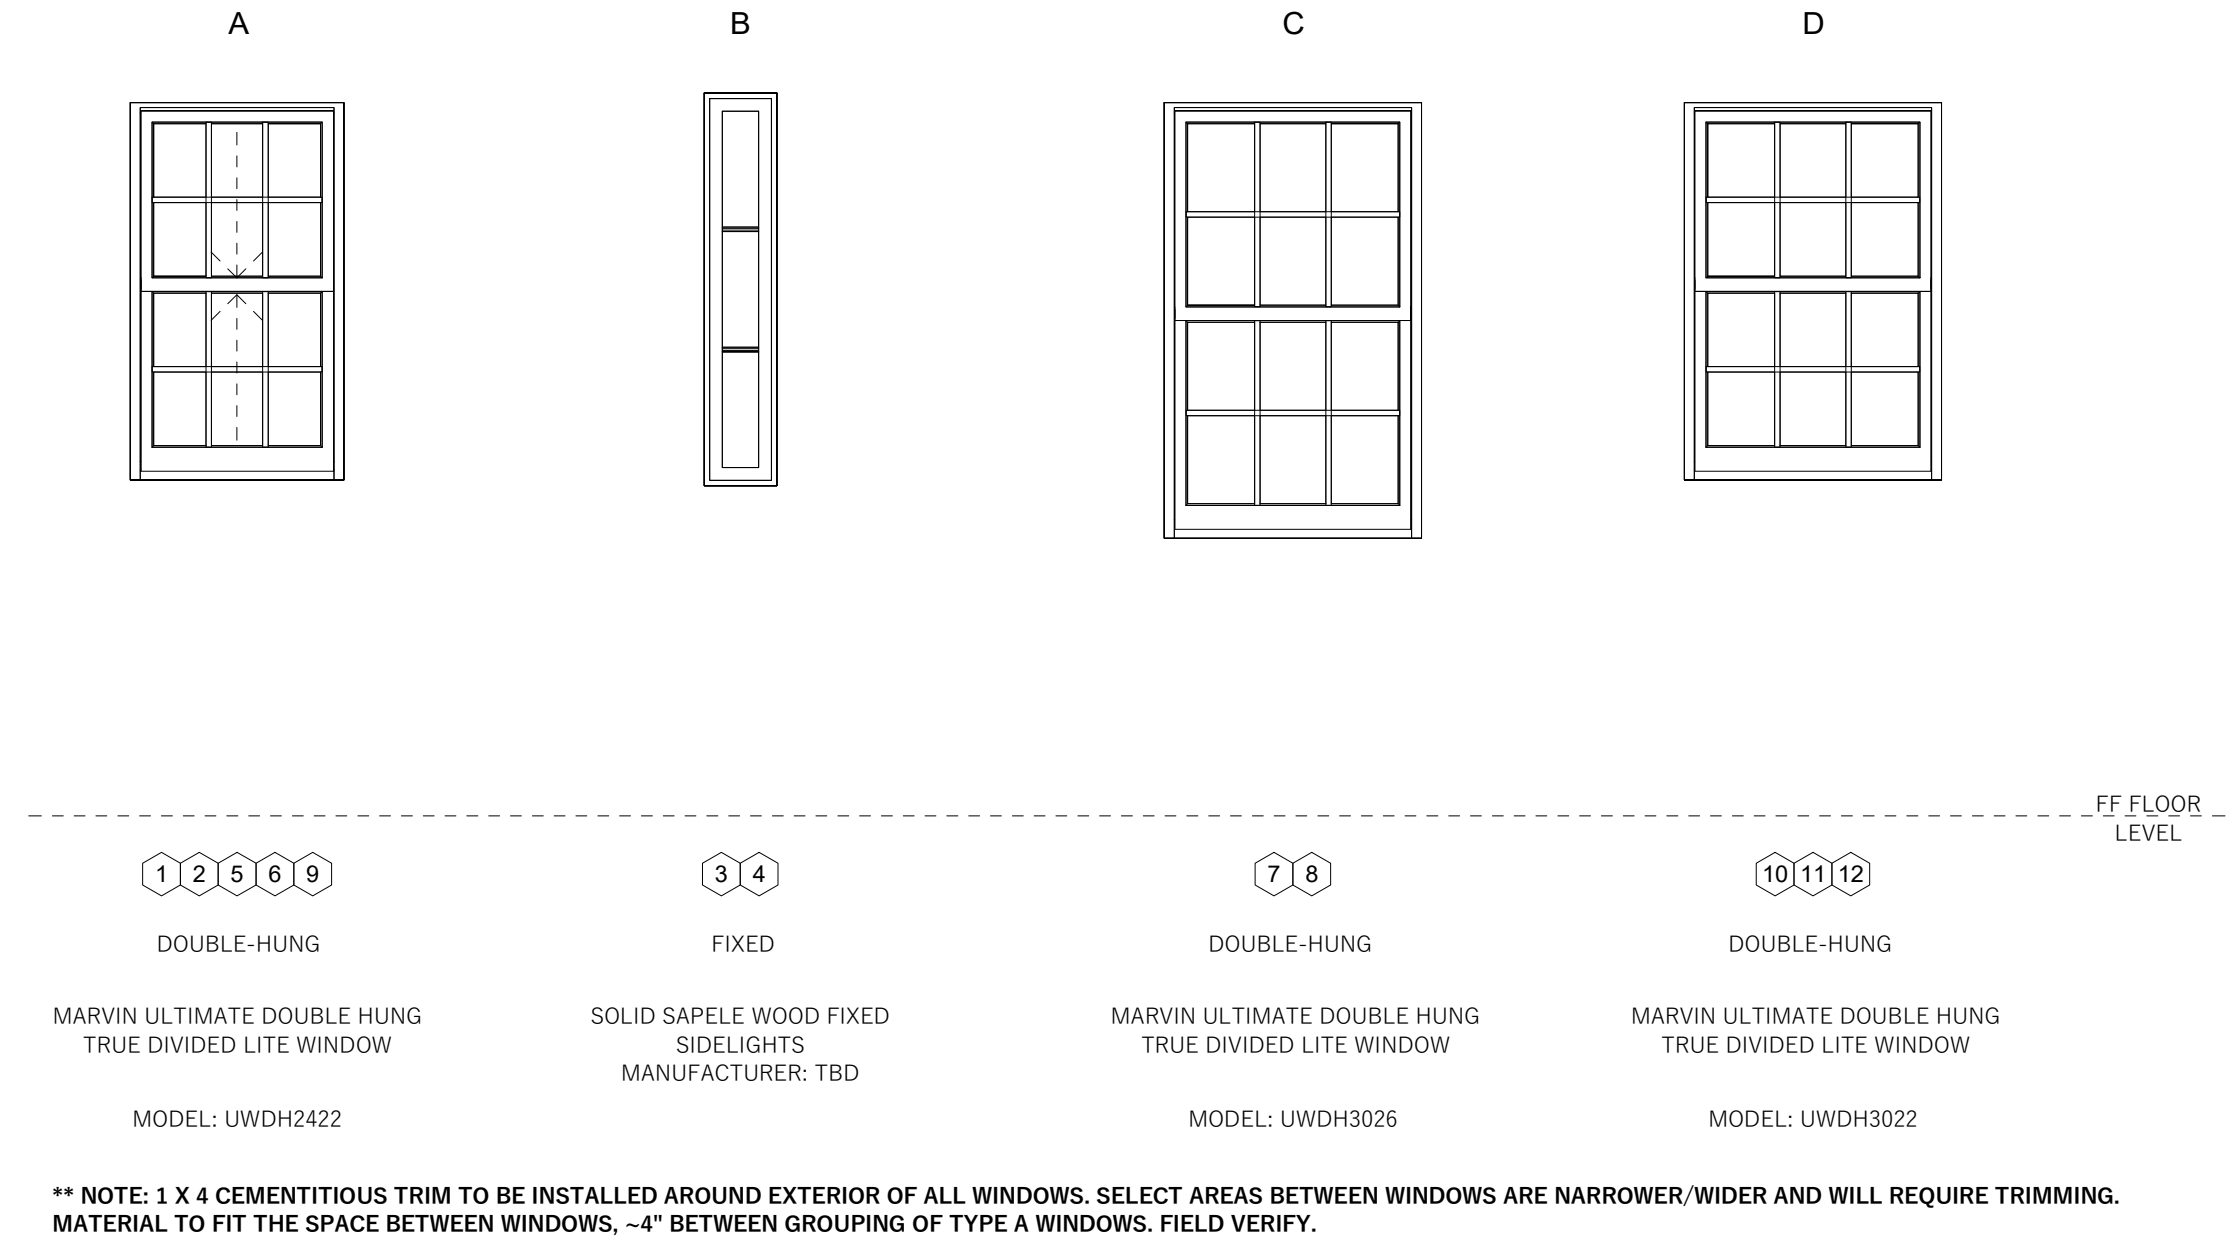 A
B
C
D
FF FLOOR
LEVEL
1 2 5 6 9
3 4
7 8
10 11 12
DOUBLE-HUNG
FIXED
DOUBLE-HUNG
DOUBLE-HUNG
MARVIN ULTIMATE DOUBLE HUNG
TRUE DIVIDED LITE WINDOW
SOLID SAPELE WOOD FIXED
SIDELIGHTS
MANUFACTURER: TBD
MARVIN ULTIMATE DOUBLE HUNG
TRUE DIVIDED LITE WINDOW
MARVIN ULTIMATE DOUBLE HUNG
TRUE DIVIDED LITE WINDOW
MODEL: UWDH2422
MODEL: UWDH3026
MODEL: UWDH3022
** NOTE: 1 X 4 CEMENTITIOUS TRIM TO BE INSTALLED AROUND EXTERIOR OF ALL WINDOWS. SELECT AREAS BETWEEN WINDOWS ARE NARROWER/WIDER AND WILL REQUIRE TRIMMING.
MATERIAL TO FIT THE SPACE BETWEEN WINDOWS, ~4" BETWEEN GROUPING OF TYPE A WINDOWS. FIELD VERIFY.